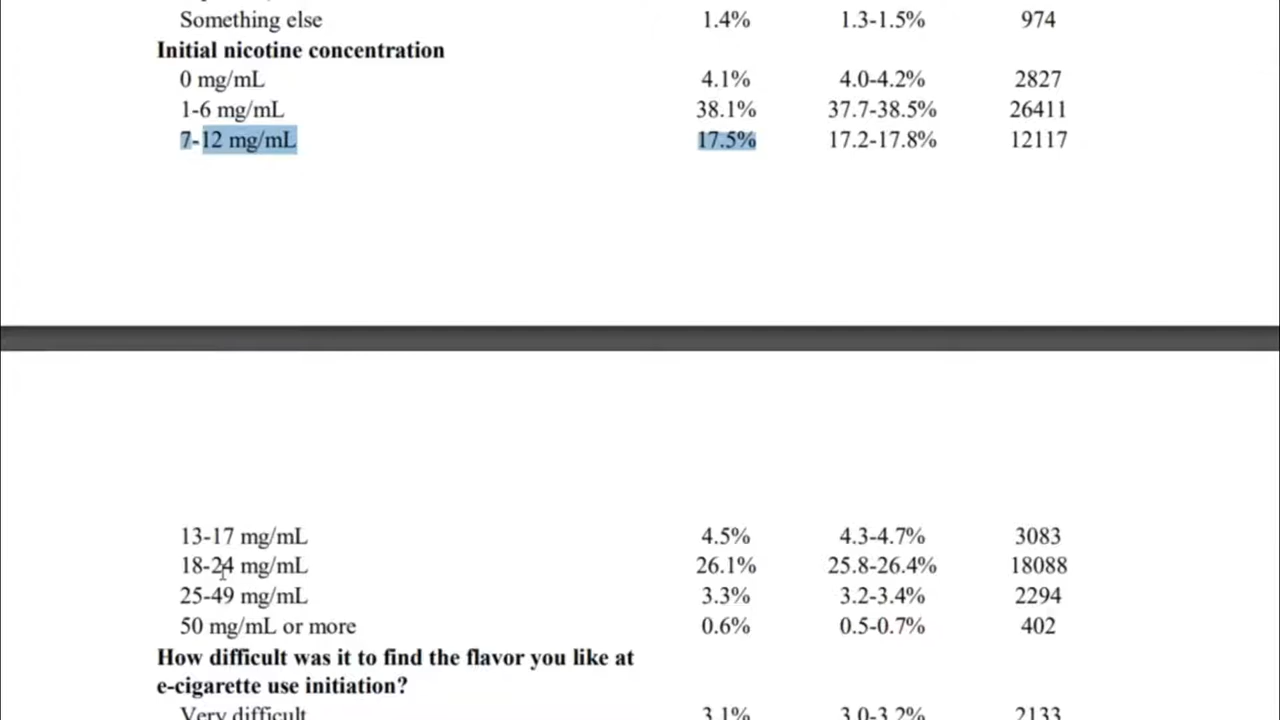 Something else 1.4% 1.3-1.5% 974
Initial nicotine concentration
0 mg/mL 4.1% 4.0-4.2% 2827
1-6 mg/mL 38.1% 37.7-38.5% 26411
7-12 mg/mL 17.5% 17.2-17.8% 12117
13-17 mg/mL 4.5% 4.3-4.7% 3083
18-24 mg/mL 26.1% 25.8-26.4% 18088
25-49 mg/mL 3.3% 3.2-3.4% 2294
50 mg/mL or more 0.6% 0.5-0.7% 402
How difficult was it to find the flavor you like at
e-cigarette use initiation?
Very difficult 3.1% 3.0-3.2% 2133